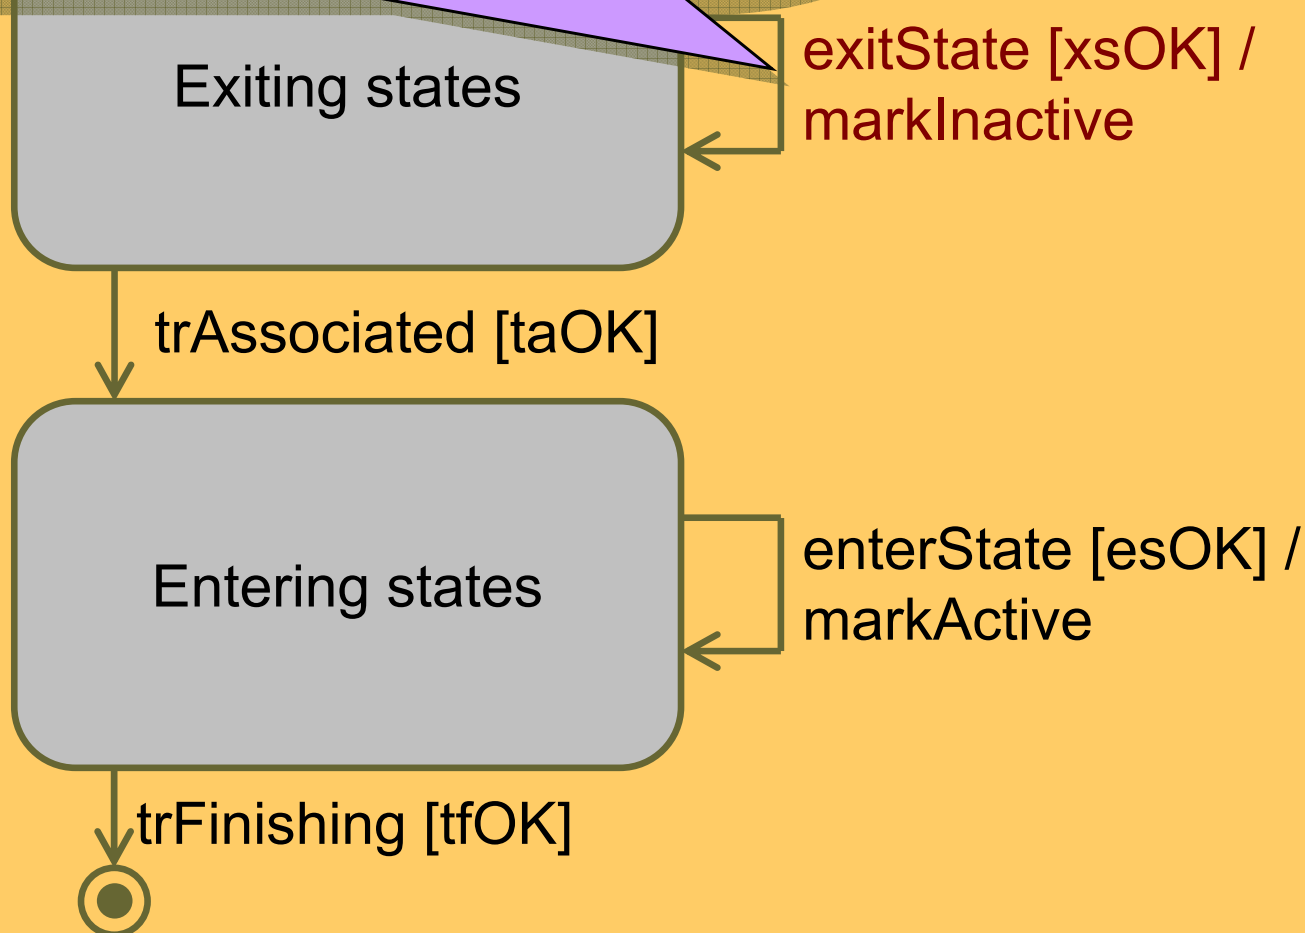 exitState [xsOK] /
markInactive
Exiting states
trAssociated [taOK]
enterState [esOK] /
markActive
Entering states
trFinishing [tfOK]